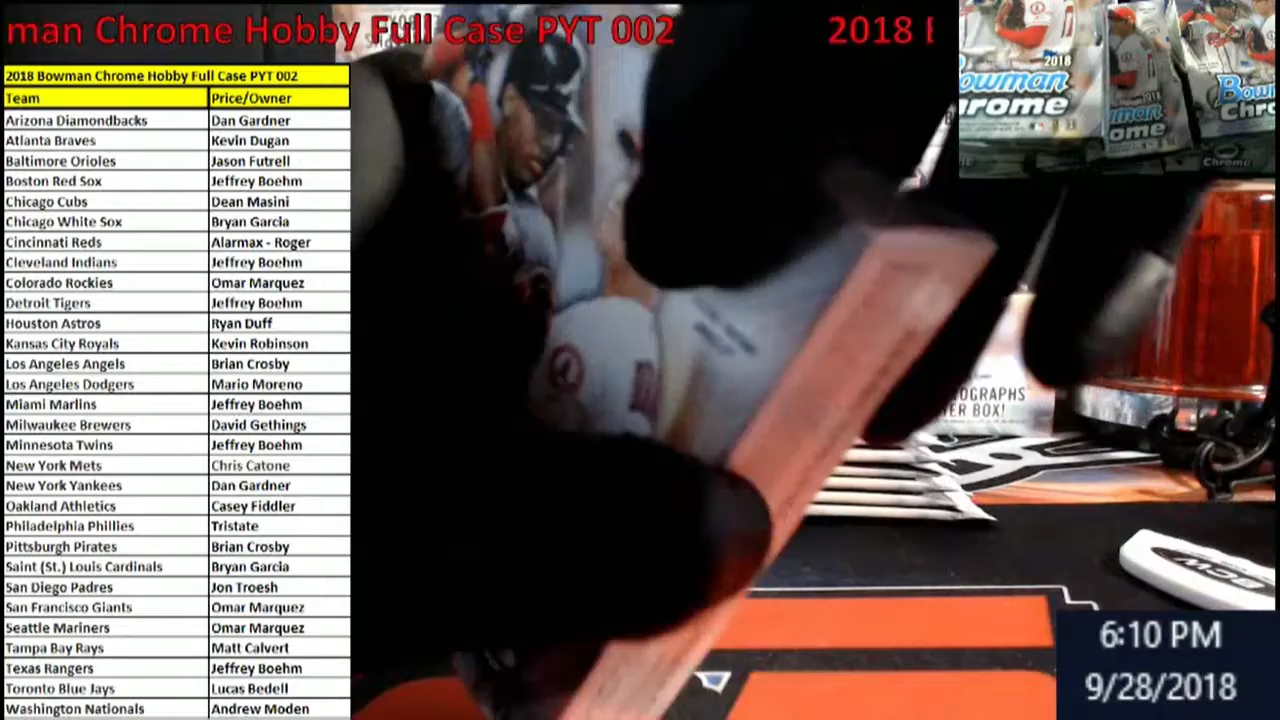 man Chrome Hobby Full Case PYT 002 2018 I
2018 Bowman Chrome Hobby Full Case PYT 002
Team Price/Owner
Arizona Diamondbacks Dan Gardner
Atlanta Braves Kevin Dugan
Baltimore Orioles Jason Futrell
Boston Red Sox Jeffrey Boehm
Chicago Cubs Dean Masini
Chicago White Sox Bryan Garcia
Cincinnati Reds Alarmax - Roger
Cleveland Indians Jeffrey Boehm
Colorado Rockies Omar Marquez
Detroit Tigers Jeffrey Boehm
Houston Astros Ryan Duff
Kansas City Royals Kevin Robinson
Los Angeles Angels Brian Crosby
Los Angeles Dodgers Mario Moreno
Miami Marlins Jeffrey Boehm
Milwaukee Brewers David Gethings
Minnesota Twins Jeffrey Boehm
New York Mets Chris Catone
New York Yankees Dan Gardner
Oakland Athletics Casey Fiddler
Philadelphia Phillies Tristate
Pittsburgh Pirates Brian Crosby
Saint (St.) Louis Cardinals Bryan Garcia
San Diego Padres Jon Troesh
San Francisco Giants Omar Marquez
Seattle Mariners Omar Marquez
Tampa Bay Rays Matt Calvert
Texas Rangers Jeffrey Boehm
Toronto Blue Jays Lucas Bedell
Washington Nationals Andrew Moden
2018
owman
rome
man
ome
Bowm
Chro
Chrome
OGRAPHS
ER BOX!
BCW
6:10 PM
9/28/2018